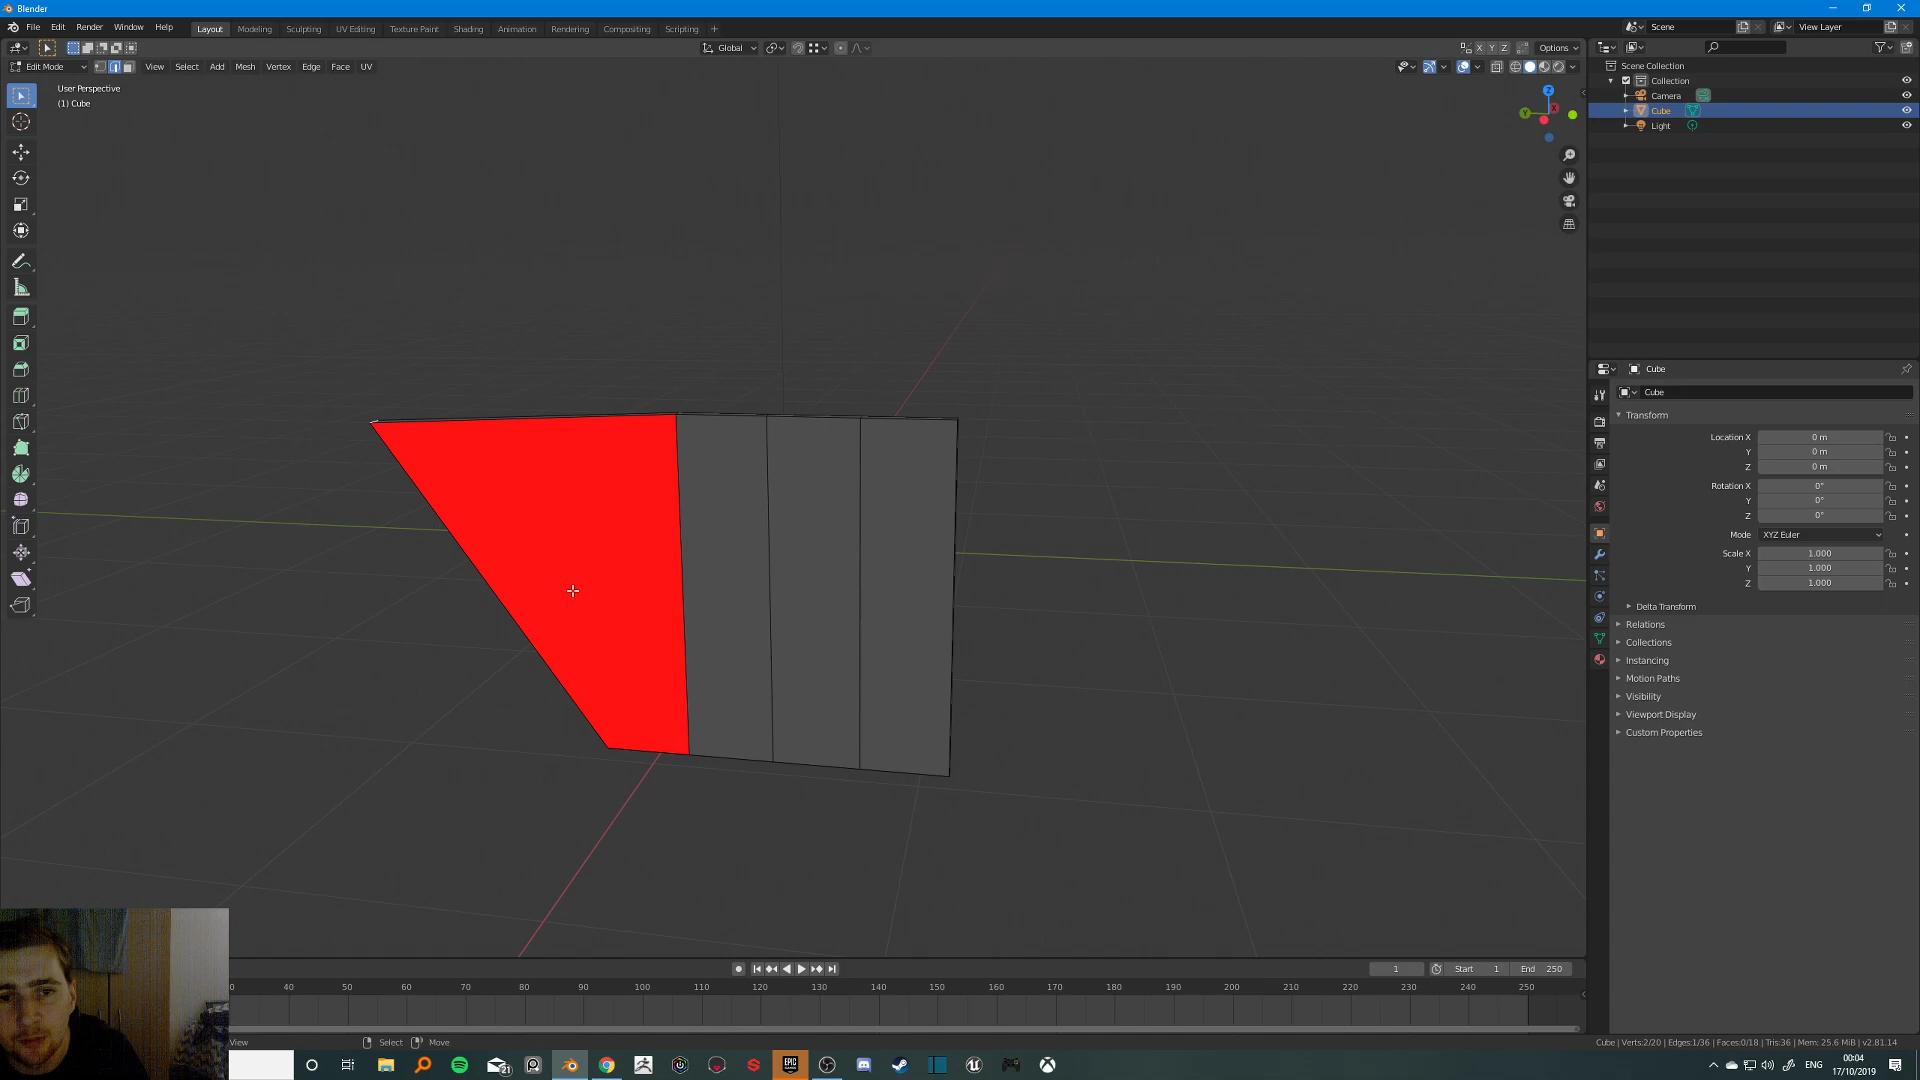 Blender
File Edit Render Window Help
Layout Modeling Sculpting UV Editing Texture Paint Shading Animation Rendering Compositing Scripting +
Scene
View Layer
Global
X Y Z Options
Edit Mode
View Select Add Mesh Vertex Edge Face UV
User Perspective
(1) Cube
Z
Y
X
Scene Collection
Collection
Camera
Cube
Light
Cube
Cube
Transform
Location X 0 m
Y 0 m
Z 0 m
Rotation X 0°
Y 0°
Z 0°
Mode XYZ Euler
Scale X 1.000
Y 1.000
Z 1.000
Delta Transform
Relations
Collections
Instancing
Motion Paths
Visibility
Viewport Display
Custom Properties
1 Start 1 End 250
0 40 50 60 70 80 90 100 110 120 130 140 150 160 170 180 190 200 210 220 230 240 250
View Select Move
Cube | Verts:2/20 | Edges:1/36 | Faces:0/18 | Tris:36 | Mem: 25.6 MiB | v2.81.14
21
EPIC
GAMES
ENG
00:04
17/10/2019